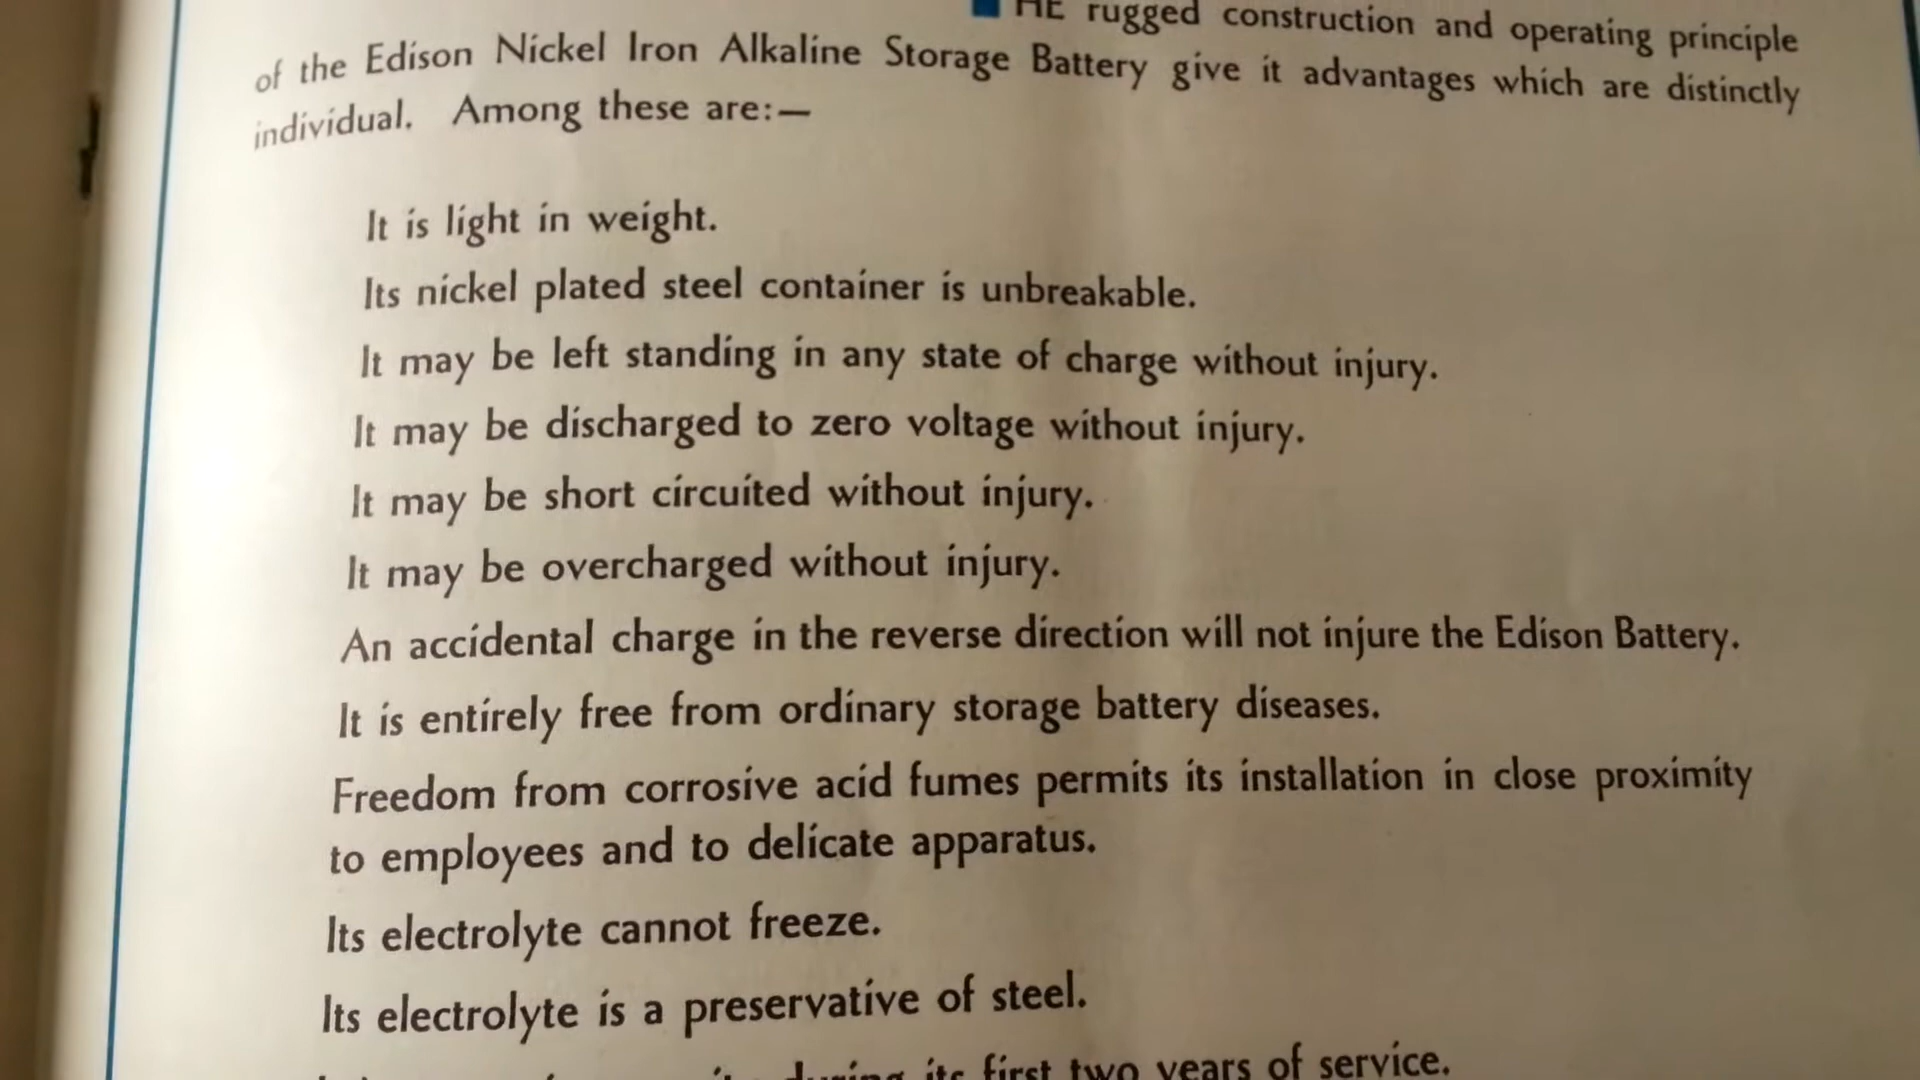 HE rugged construction and operating principle
of the Edison Nickel Iron Alkaline Storage Battery give it advantages which are distinctly
individual. Among these are:—
It is light in weight.
Its nickel plated steel container is unbreakable.
It may be left standing in any state of charge without injury.
It may be discharged to zero voltage without injury.
It may be short circuited without injury.
It may be overcharged without injury.
An accidental charge in the reverse direction will not injure the Edison Battery.
It is entirely free from ordinary storage battery diseases.
Freedom from corrosive acid fumes permits its installation in close proximity
to employees and to delicate apparatus.
Its electrolyte cannot freeze.
Its electrolyte is a preservative of steel.
during its first two years of service.